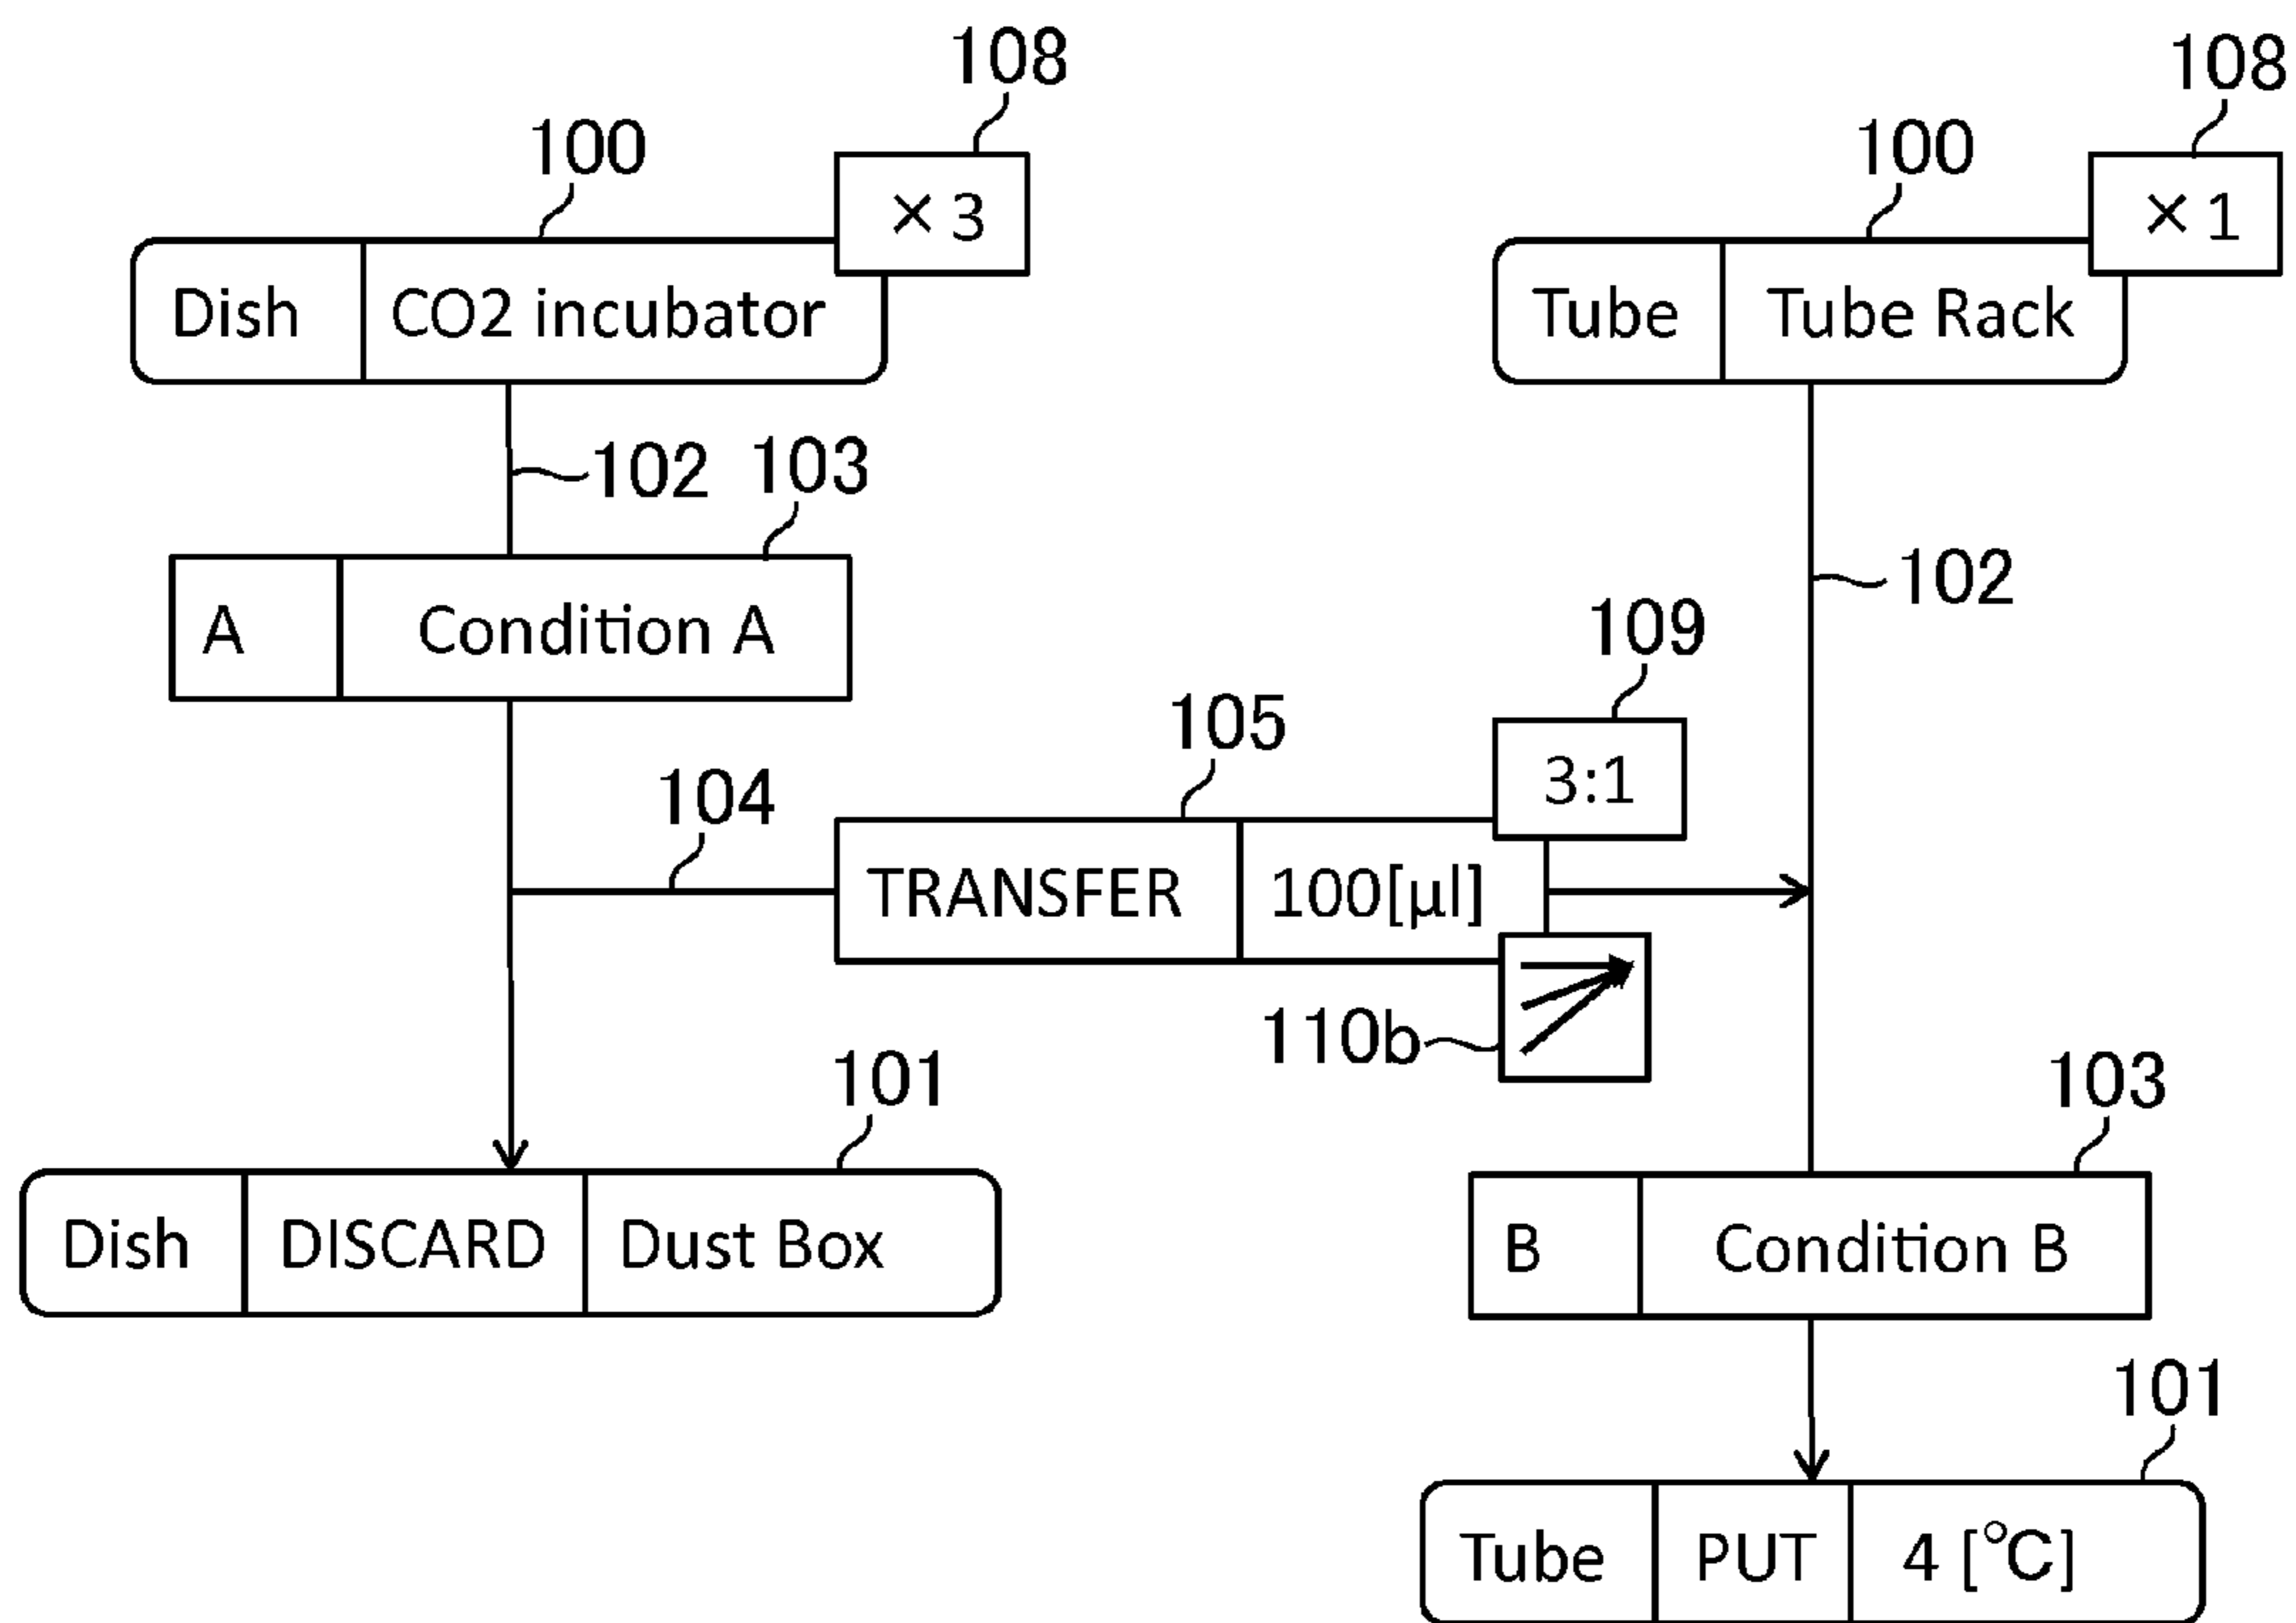 108
108
100
100
× 3
× 1
Dish CO2 incubator
Tube Tube Rack
102
103
102
A Condition A
109
105
3:1
104
TRANSFER 100[µl]
110b
101
103
Dish DISCARD Dust Box
B Condition B
101
Tube PUT 4 [℃]